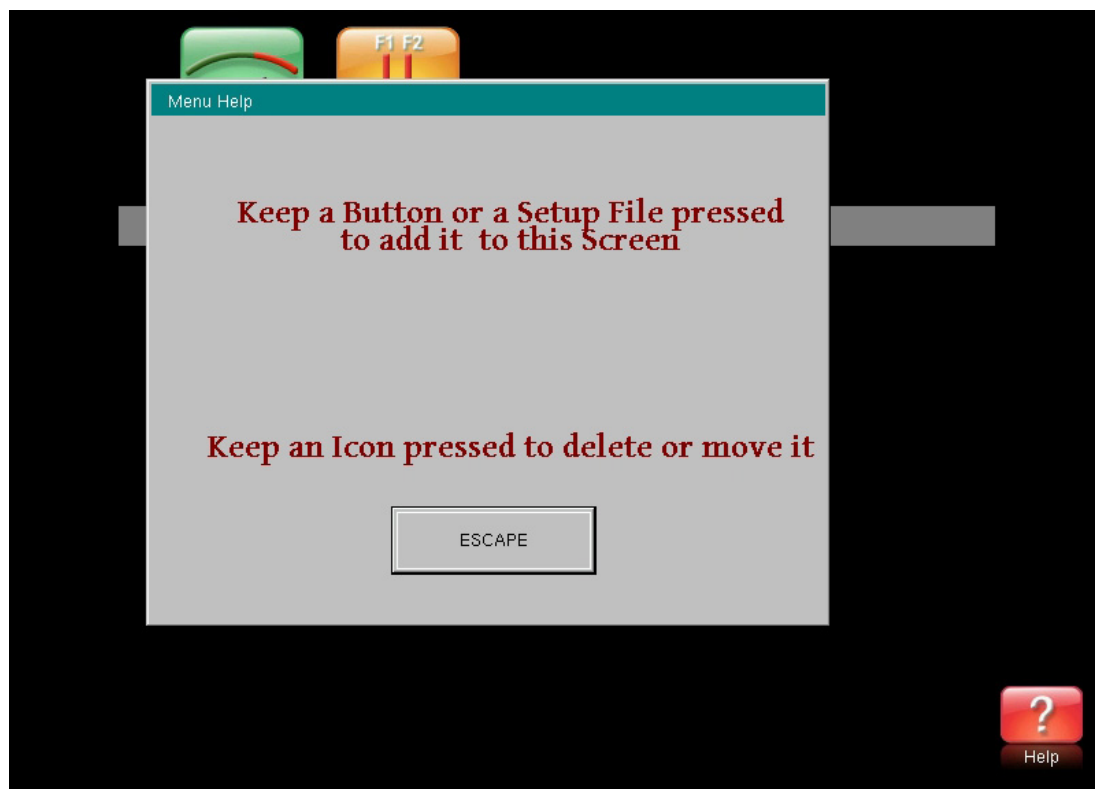 F1 F2
Menu Help
Keep a Button or a Setup File pressed
to add it to this Screen
Keep an Icon pressed to delete or move it
ESCAPE
?
Help